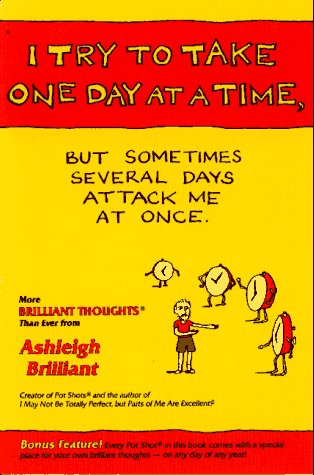 I TRY TO TAKE
ONE DAY AT A TIME,
BUT SOMETIMES
SEVERAL DAYS
ATTACK ME
AT ONCE.
More
BRILLIANT THOUGHTS®
Than Ever from
Ashleigh
Brilliant
Creator of Pot Shots® and the author of
I May Not Be Totally Perfect, but Parts of Me Are Excellent!®
Bonus Feature! Every Pot Shot® in this book comes with a special
place for your own brilliant thoughts — on any day of any year!